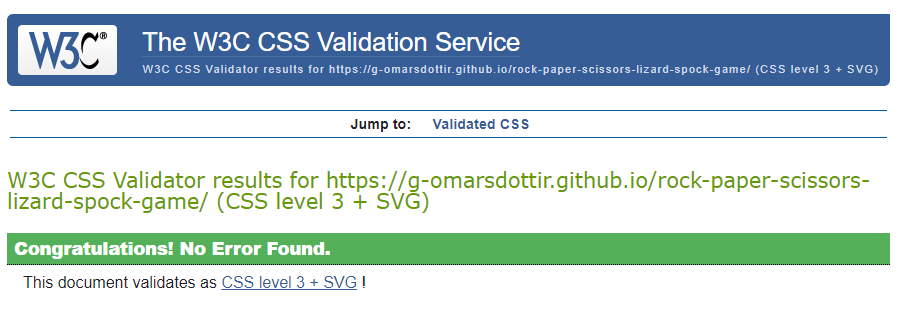 W3C®
The W3C CSS Validation Service
W3C CSS Validator results for https://g-omarsdottir.github.io/rock-paper-scissors-lizard-spock-game/ (CSS level 3 + SVG)
Jump to: Validated CSS
W3C CSS Validator results for https://g-omarsdottir.github.io/rock-paper-scissors-
lizard-spock-game/ (CSS level 3 + SVG)
Congratulations! No Error Found.
This document validates as CSS level 3 + SVG !